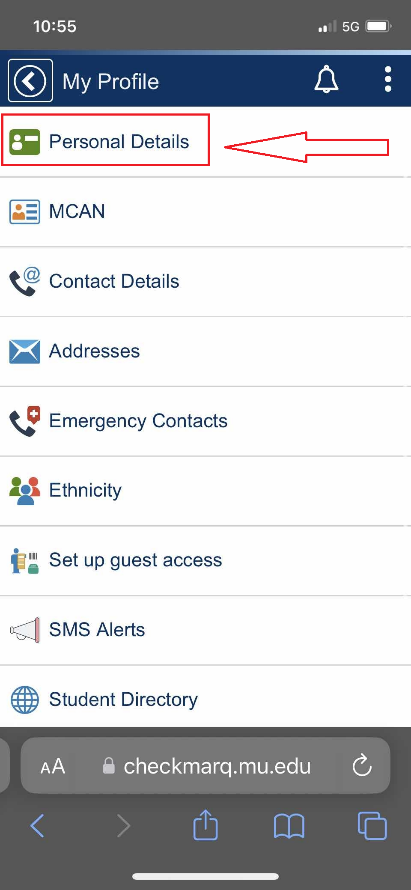 10:55
5G
My Profile
Personal Details
MCAN
Contact Details
@
Addresses
Emergency Contacts
Ethnicity
Set up guest access
SMS Alerts
Student Directory
AA
checkmarq.mu.edu